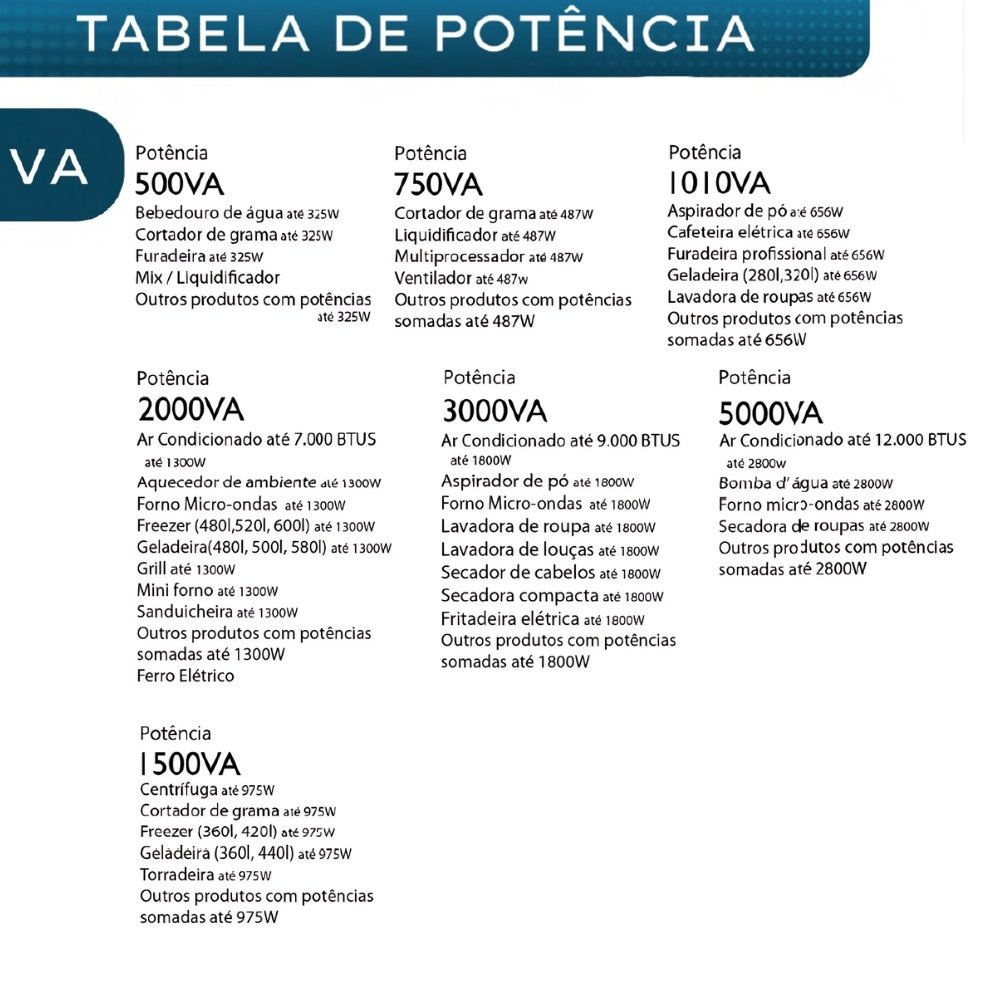 TABELA DE POTÊNCIA
VA
Potência
500VA
Bebedouro de água até 325W
Cortador de grama até 325W
Furadeira até 325W
Mix / Liquidificador
Outros produtos com potências
até 325W
Potência
750VA
Cortador de grama até 487W
Liquidificador até 487W
Multiprocessador até 487W
Ventilador até 487w
Outros produtos com potências
somadas até 487W
Potência
1010VA
Aspirador de pó até 656W
Cafeteira elétrica até 656W
Furadeira profissional até 656W
Geladeira (280l,320l) até 656W
Lavadora de roupas até 656W
Outros produtos com potências
somadas até 656W
Potência
2000VA
Ar Condicionado até 7.000 BTUS
até 1300W
Aquecedor de ambiente até 1300W
Forno Micro-ondas até 1300W
Freezer (480l,520l, 600l) até 1300W
Geladeira(480l, 500l, 580l) até 1300W
Grill até 1300W
Mini forno até 1300W
Sanduicheira até 1300W
Outros produtos com potências
somadas até 1300W
Ferro Elétrico
Potência
3000VA
Ar Condicionado até 9.000 BTUS
até 1800W
Aspirador de pó até 1800W
Forno Micro-ondas até 1800W
Lavadora de roupa até 1800W
Lavadora de louças até 1800W
Secador de cabelos até 1800W
Secadora compacta até 1800W
Fritadeira elétrica até 1800W
Outros produtos com potências
somadas até 1800W
Potência
5000VA
Ar Condicionado até 12.000 BTUS
até 2800w
Bomba d'água até 2800W
Forno micro-ondas até 2800W
Secadora de roupas até 2800W
Outros produtos com potências
somadas até 2800W
Potência
1500VA
Centrífuga até 975W
Cortador de grama até 975W
Freezer (360l, 420l) até 975W
Geladeira (360l, 440l) até 975W
Torradeira até 975W
Outros produtos com potências
somadas até 975W